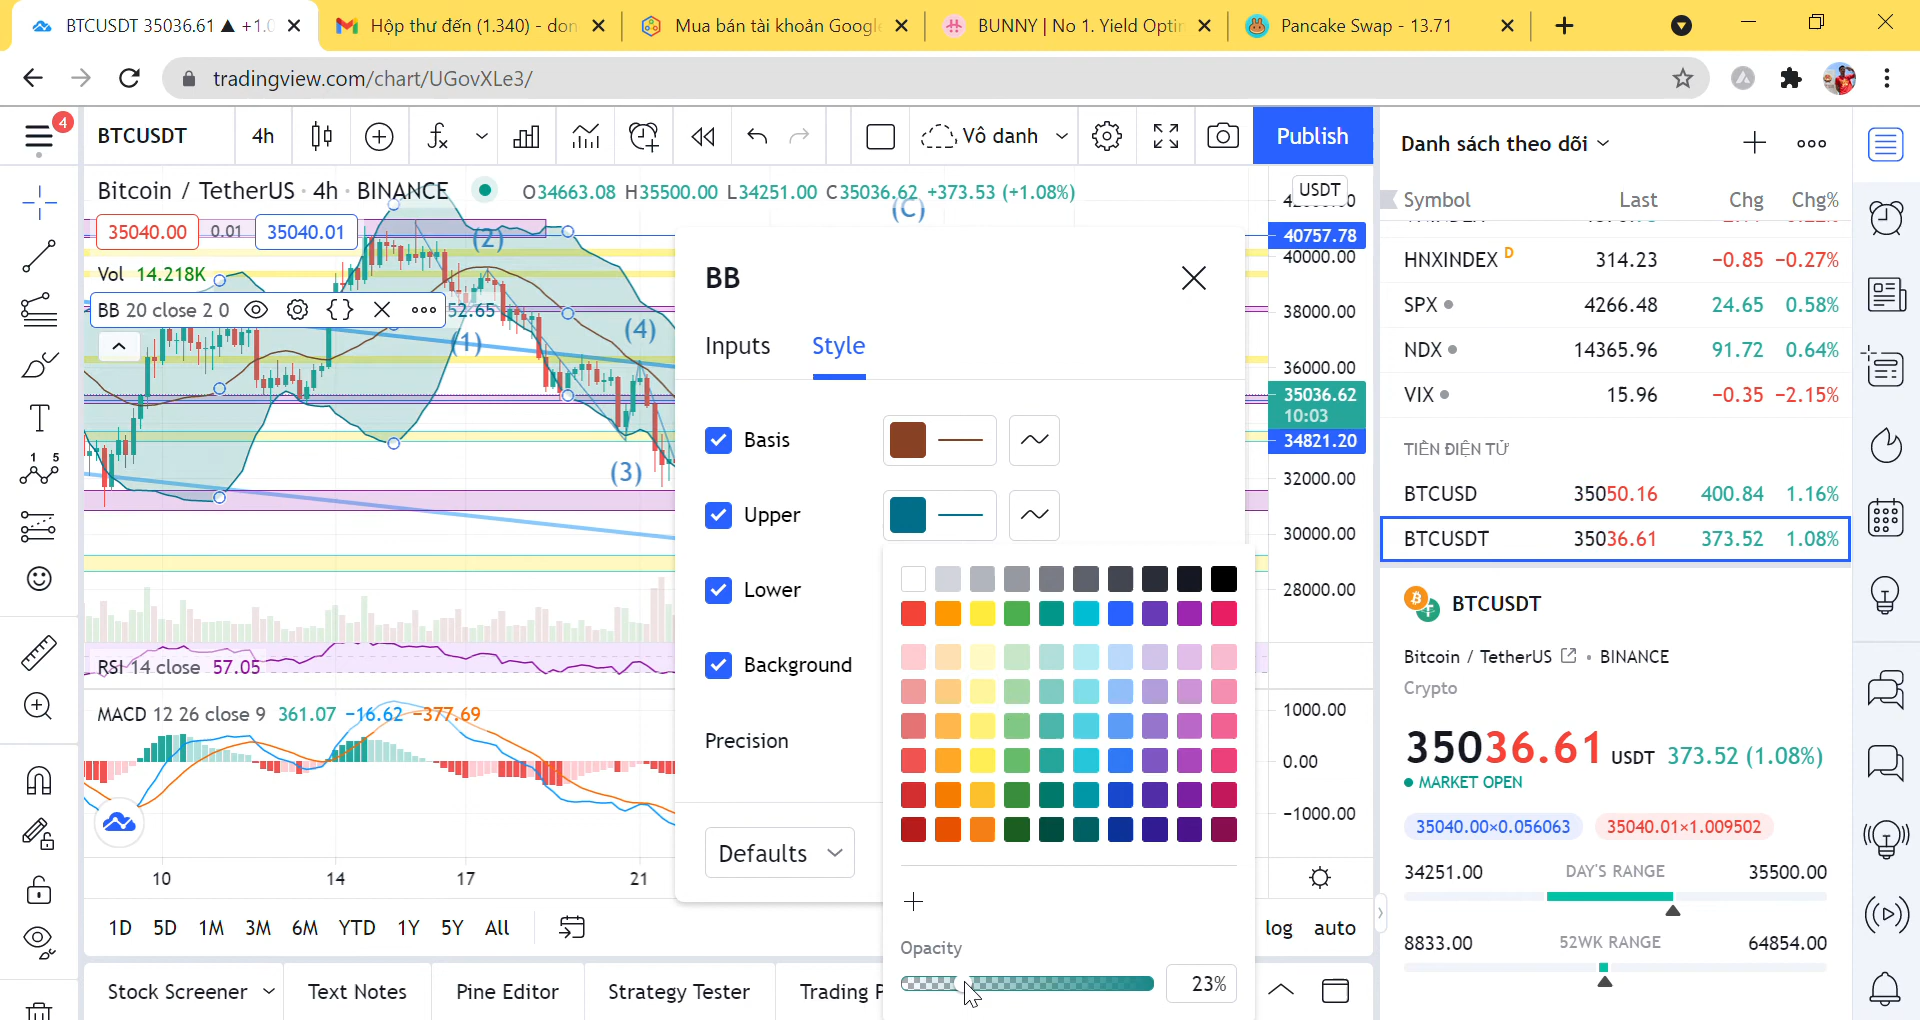 BTCUSDT 35036.61 ▲ +1.0
Hộp thư đến (1.340) - don
Mua bán tài khoản Google
BUNNY | No 1. Yield Opti
Pancake Swap - 13.71
tradingview.com/chart/UGovXLe3/
4
BTCUSDT
4h
Vô danh
Publish
Bitcoin / TetherUS · 4h · BINANCE
O34663.08 H35500.00 L34251.00 C35036.62 +373.53 (+1.08%)
35040.00
0.01
35040.01
Vol 14.218K
BB 20 close 2 0
52.65
(C)
(2)
(1)
(4)
(3)
RSI 14 close 57.05
MACD 12 26 close 9 361.07 −16.62 −377.69
10
14
17
21
USDT
40757.78
40000.00
38000.00
36000.00
35036.62
10:03
34821.20
32000.00
30000.00
28000.00
1000.00
0.00
−1000.00
BB
Inputs
Style
Basis
Upper
Lower
Background
Precision
Defaults
Opacity
23%
1D
5D
1M
3M
6M
YTD
1Y
5Y
All
log
auto
Stock Screener
Text Notes
Pine Editor
Strategy Tester
Trading P
Danh sách theo dõi
Symbol
Last
Chg
Chg%
HNXINDEX D 314.23 −0.85 −0.27%
SPX 4266.48 24.65 0.58%
NDX 14365.96 91.72 0.64%
VIX 15.96 −0.35 −2.15%
TIỀN ĐIỆN TỬ
BTCUSD 35050.16 400.84 1.16%
BTCUSDT 35036.61 373.52 1.08%
BTCUSDT
Bitcoin / TetherUS • BINANCE
Crypto
35036.61 USDT 373.52 (1.08%)
MARKET OPEN
35040.00×0.056063
35040.01×1.009502
34251.00 DAY'S RANGE 35500.00
8833.00 52WK RANGE 64854.00